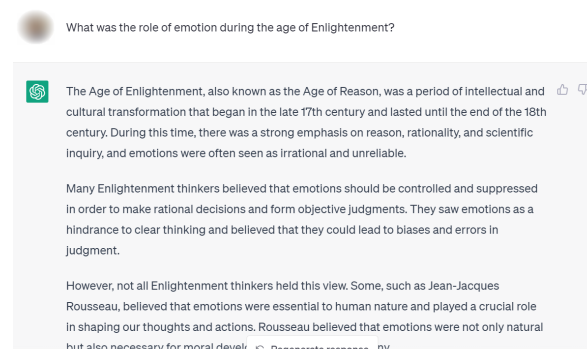 What was the role of emotion during the age of Enlightenment?
The Age of Enlightenment, also known as the Age of Reason, was a period of intellectual and
cultural transformation that began in the late 17th century and lasted until the end of the 18th
century. During this time, there was a strong emphasis on reason, rationality, and scientific
inquiry, and emotions were often seen as irrational and unreliable.
Many Enlightenment thinkers believed that emotions should be controlled and suppressed
in order to make rational decisions and form objective judgments. They saw emotions as a
hindrance to clear thinking and believed that they could lead to biases and errors in
judgment.
However, not all Enlightenment thinkers held this view. Some, such as Jean-Jacques
Rousseau, believed that emotions were essential to human nature and played a crucial role
in shaping our thoughts and actions. Rousseau believed that emotions were not only natural
but also necessary for moral
Regenerate response